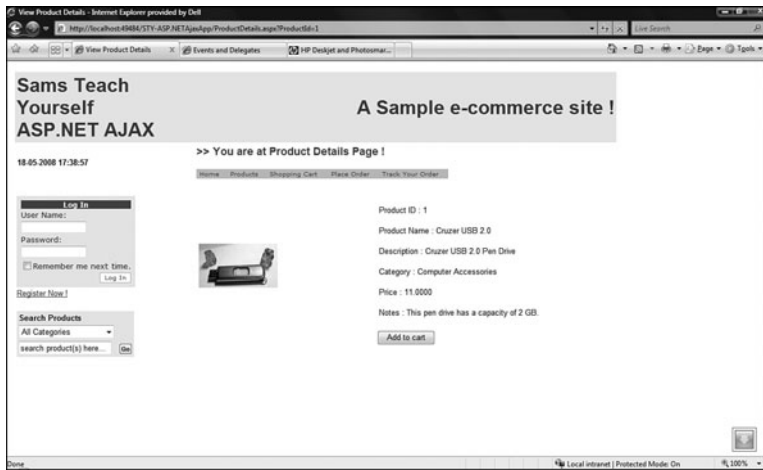 View Product Details - Internet Explorer provided by Dell
http://localhost:49484/STY-ASP.NETAjaxApp/ProductDetails.aspx?ProductId=1
Live Search
View Product Details
Events and Delegates
HP Deskjet and Photosmar...
Page
Tools
Sams Teach
Yourself
ASP.NET AJAX
A Sample e-commerce site !
18-05-2008 17:38:57
>> You are at Product Details Page !
Home Products Shopping Cart Place Order Track Your Order
Log In
User Name:
Password:
Remember me next time.
Log In
Register Now !
Search Products
All Categories
search product(s) here...
Go
Product ID : 1
Product Name : Cruzer USB 2.0
Description : Cruzer USB 2.0 Pen Drive
Category : Computer Accessories
Price : 11.0000
Notes : This pen drive has a capacity of 2 GB.
Add to cart
Done
Local intranet | Protected Mode: On
100%